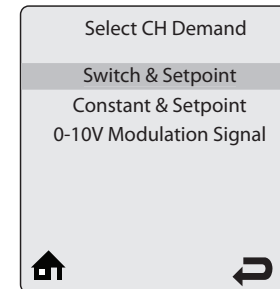 Select CH Demand
Switch & Setpoint
Constant & Setpoint
0-10V Modulation Signal